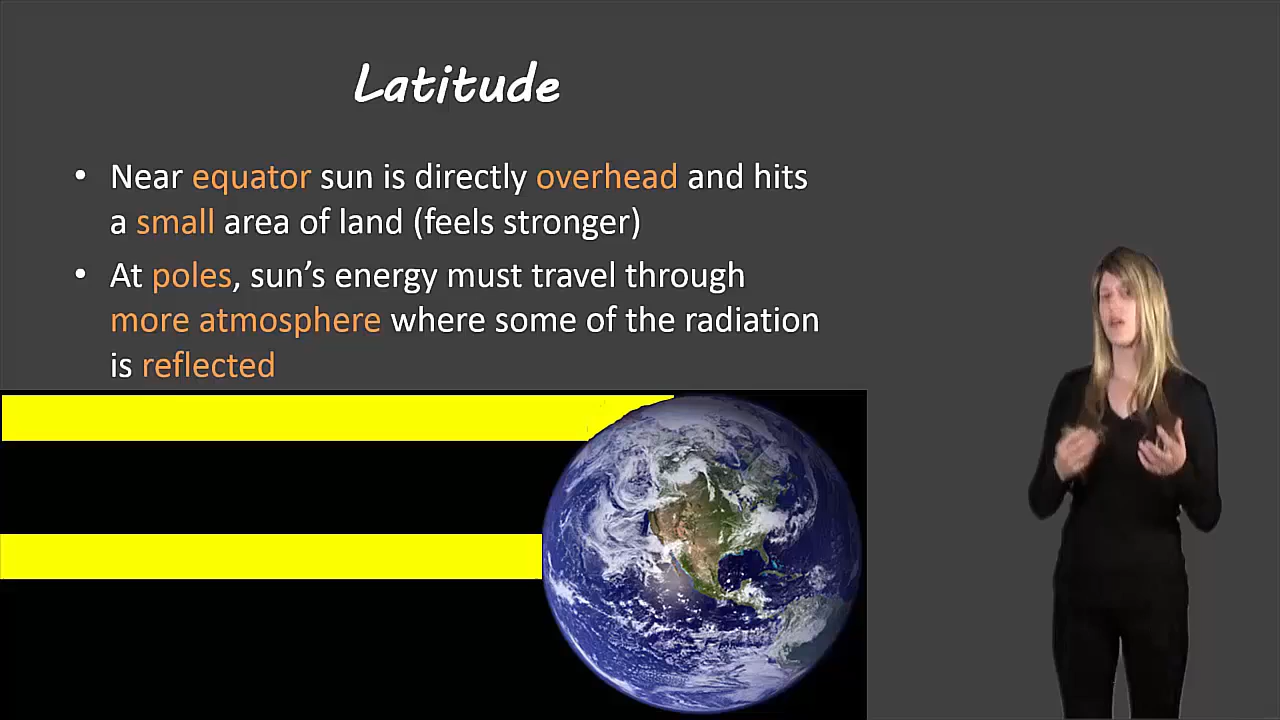 Latitude
• Near equator sun is directly overhead and hits
a small area of land (feels stronger)
• At poles, sun’s energy must travel through
more atmosphere where some of the radiation
is reflected